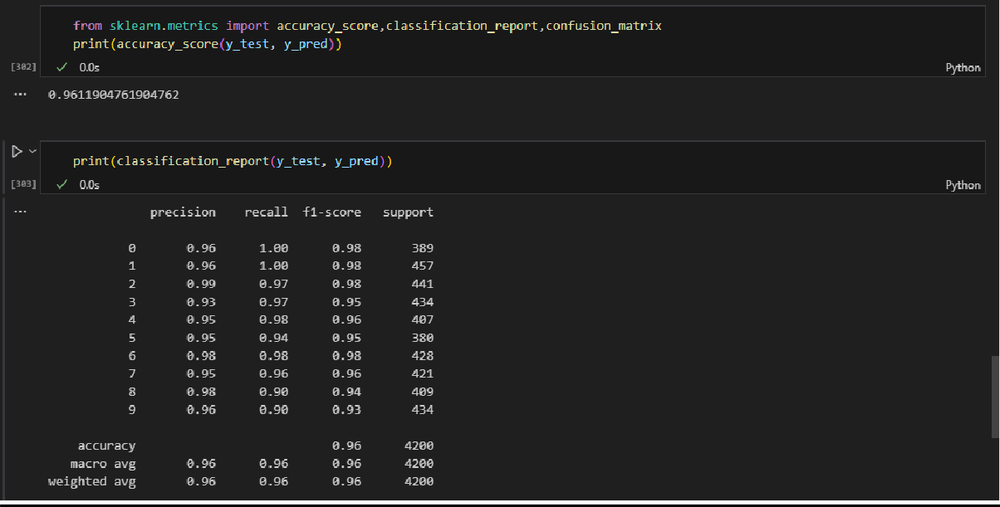 from sklearn.metrics import accuracy_score,classification_report,confusion_matrix
print(accuracy_score(y_test, y_pred))
[302] ✓ 0.0s Python
... 0.9611904761904762
print(classification_report(y_test, y_pred))
[303] ✓ 0.0s Python
... precision recall f1-score support
0 0.96 1.00 0.98 389
1 0.96 1.00 0.98 457
2 0.99 0.97 0.98 441
3 0.93 0.97 0.95 434
4 0.95 0.98 0.96 407
5 0.95 0.94 0.95 380
6 0.98 0.98 0.98 428
7 0.95 0.96 0.96 421
8 0.98 0.90 0.94 409
9 0.96 0.90 0.93 434
accuracy 0.96 4200
macro avg 0.96 0.96 0.96 4200
weighted avg 0.96 0.96 0.96 4200